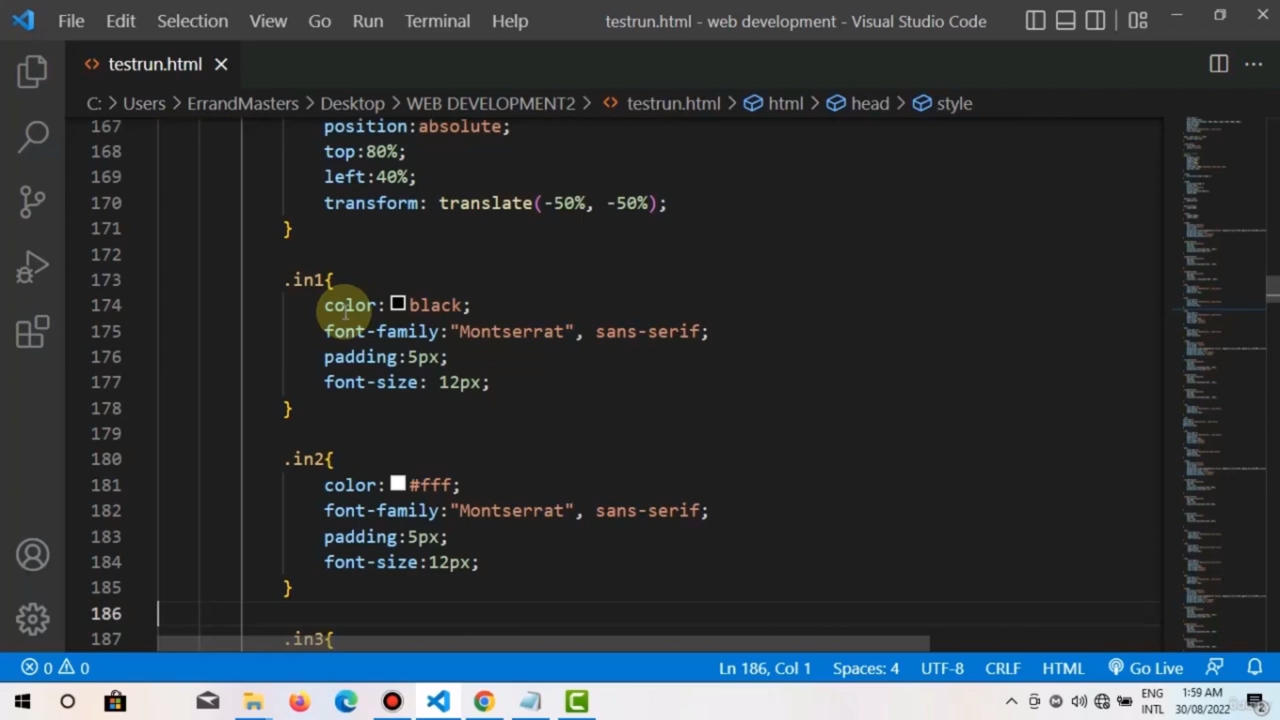 File Edit Selection View Go Run Terminal Help testrun.html - web development - Visual Studio Code
testrun.html
C: > Users > ErrandMasters > Desktop > WEB DEVELOPMENT2 > testrun.html > html > head > style
167 position:absolute;
168 top:80%;
169 left:40%;
170 transform: translate(-50%, -50%);
171 }
172
173 .in1{
174 color: black;
175 font-family:"Montserrat", sans-serif;
176 padding:5px;
177 font-size: 12px;
178 }
179
180 .in2{
181 color: #fff;
182 font-family:"Montserrat", sans-serif;
183 padding:5px;
184 font-size:12px;
185 }
186
187 .in3{
0 0 Ln 186, Col 1 Spaces: 4 UTF-8 CRLF HTML Go Live
ENG 1:59 AM
INTL 30/08/2022 2